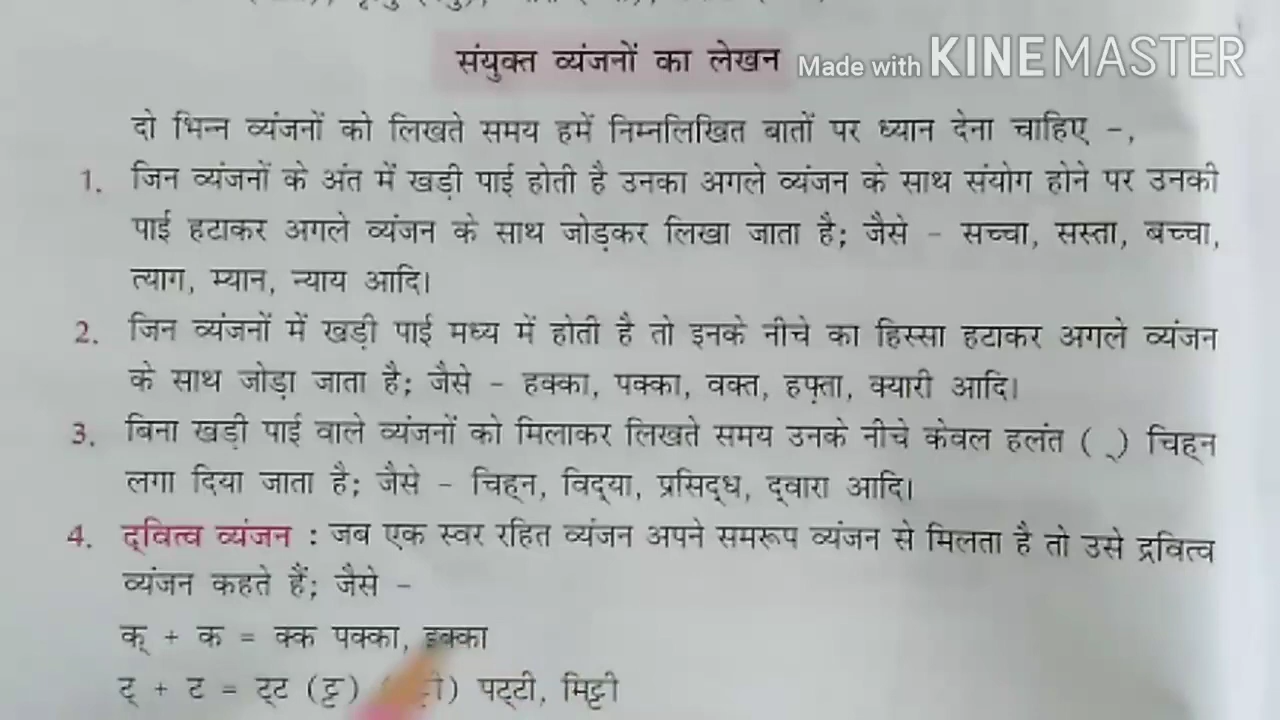 संयुक्त व्यंजनों का लेखन
Made with KINEMASTER
दो भिन्न व्यंजनों को लिखते समय हमें निम्नलिखित बातों पर ध्यान देना चाहिए -,
1. जिन व्यंजनों के अंत में खड़ी पाई होती है उनका अगले व्यंजन के साथ संयोग होने पर उनकी
पाई हटाकर अगले व्यंजन के साथ जोड़कर लिखा जाता है; जैसे - सच्चा, सस्ता, बच्चा,
त्याग, म्यान, न्याय आदि।
2. जिन व्यंजनों में खड़ी पाई मध्य में होती है तो इनके नीचे का हिस्सा हटाकर अगले व्यंजन
के साथ जोड़ा जाता है; जैसे - हक्का, पक्का, वक्त, हफ़्ता, क्यारी आदि।
3. बिना खड़ी पाई वाले व्यंजनों को मिलाकर लिखते समय उनके नीचे केवल हलंत ( ् ) चिह्‌न
लगा दिया जाता है; जैसे - चिह्‌न, विद्‌या, प्रसिद्‌ध, द्‌वारा आदि।
4. द्‌वित्व व्यंजन : जब एक स्वर रहित व्यंजन अपने समरूप व्यंजन से मिलता है तो उसे द्रवित्व
व्यंजन कहते हैं; जैसे -
क् + क = क्क पक्का, इक्का
ट् + ट = ट्‌ट (ट्ट) पट्‌टी, मिट्टी